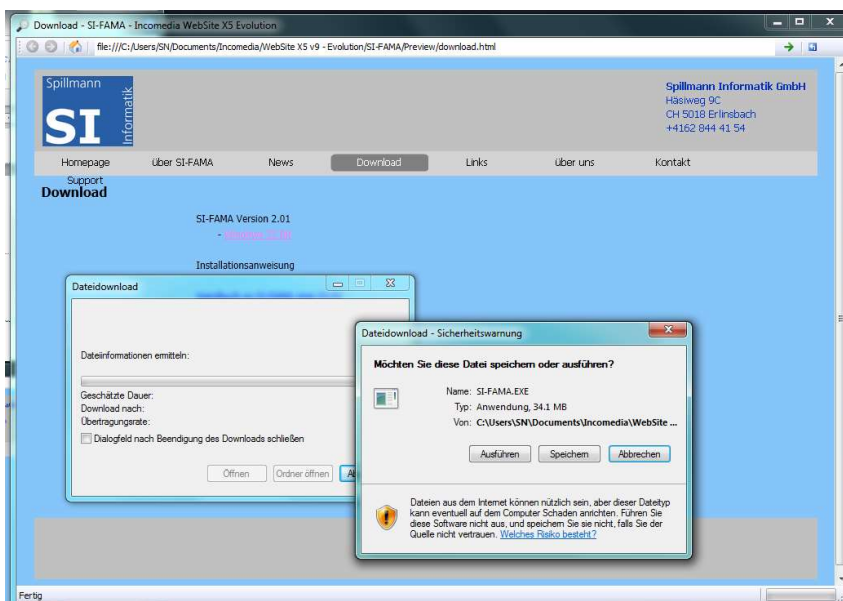 Download - SI-FAMA - Incomedia WebSite X5 Evolution
file:///C:/Users/SN/Documents/Incomedia/WebSite X5 v9 - Evolution/SI-FAMA/Preview/download.html
Spillmann
SI
Informatik
Spillmann Informatik GmbH
Häsiweg 9C
CH 5018 Erlinsbach
+4162 844 41 54
Homepage über SI-FAMA News Download Links über uns Kontakt
Support
Download
SI-FAMA Version 2.01
-
Installationsanweisung
Dateidownload
Dateiinformationen ermitteln:
Geschätzte Dauer:
Download nach:
Übertragungsrate:
Dialogfeld nach Beendigung des Downloads schließen
Öffnen Ordner öffnen
Dateidownload - Sicherheitswarnung
Möchten Sie diese Datei speichern oder ausführen?
Name: SI-FAMA.EXE
Typ: Anwendung, 34.1 MB
Von: C:\Users\SN\Documents\Incomedia\WebSite ...
Ausführen Speichern Abbrechen
Dateien aus dem Internet können nützlich sein, aber dieser Dateityp
kann eventuell auf dem Computer Schaden anrichten. Führen Sie
diese Software nicht aus, und speichern Sie sie nicht, falls Sie der
Quelle nicht vertrauen. Welches Risiko besteht?
Fertig